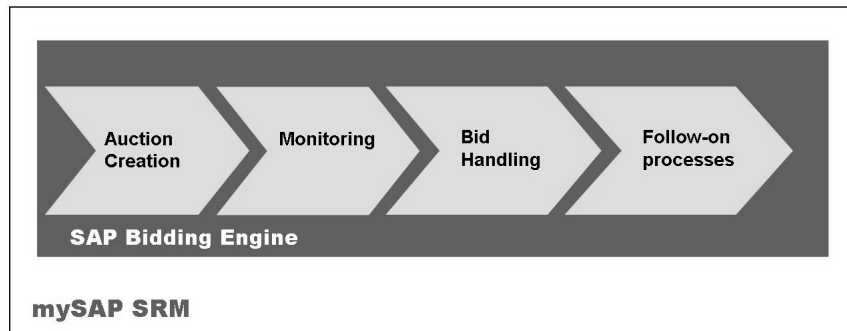 Auction
Creation
Monitoring
Bid
Handling
Follow-on
processes
SAP Bidding Engine
mySAP SRM